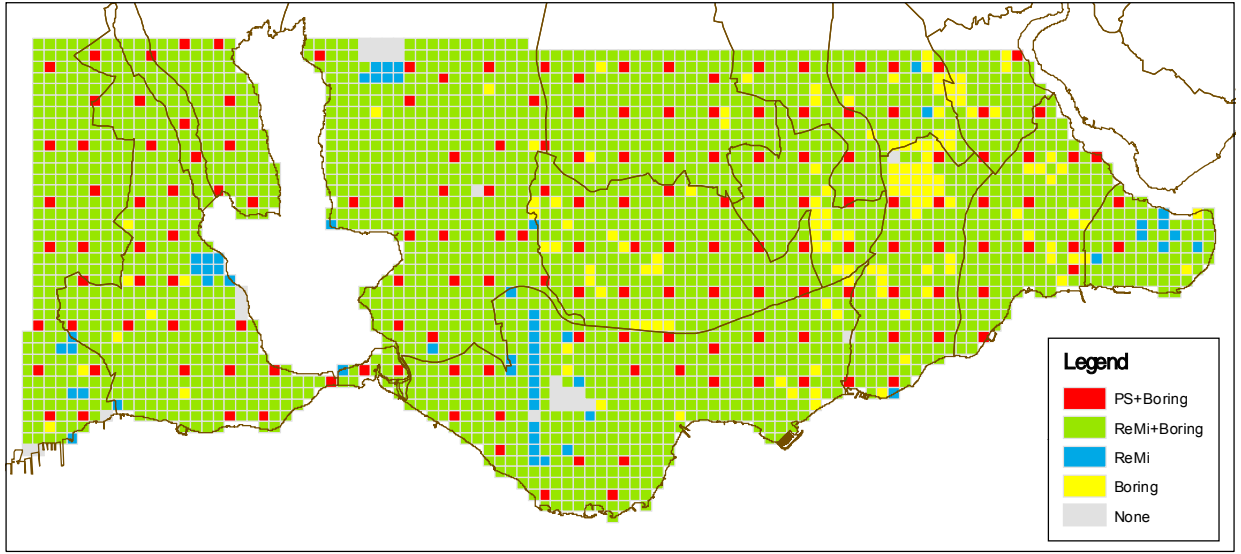 Legend
PS+Boring
ReMi+Boring
ReMi
Boring
None